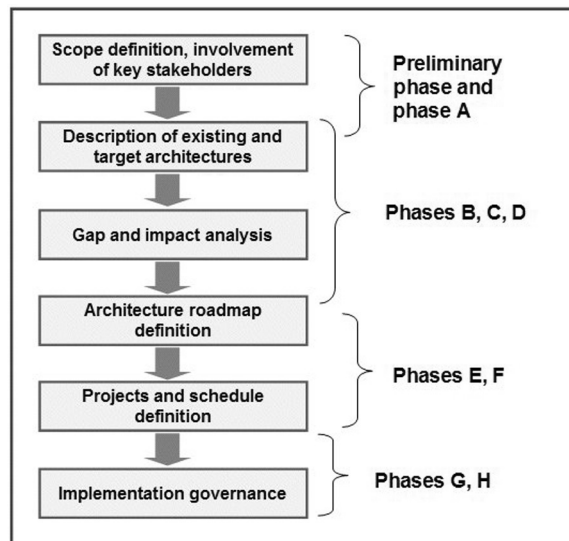 Scope definition, involvement
of key stakeholders
Preliminary
phase and
phase A
Description of existing and
target architectures
Phases B, C, D
Gap and impact analysis
Architecture roadmap
definition
Phases E, F
Projects and schedule
definition
Phases G, H
Implementation governance